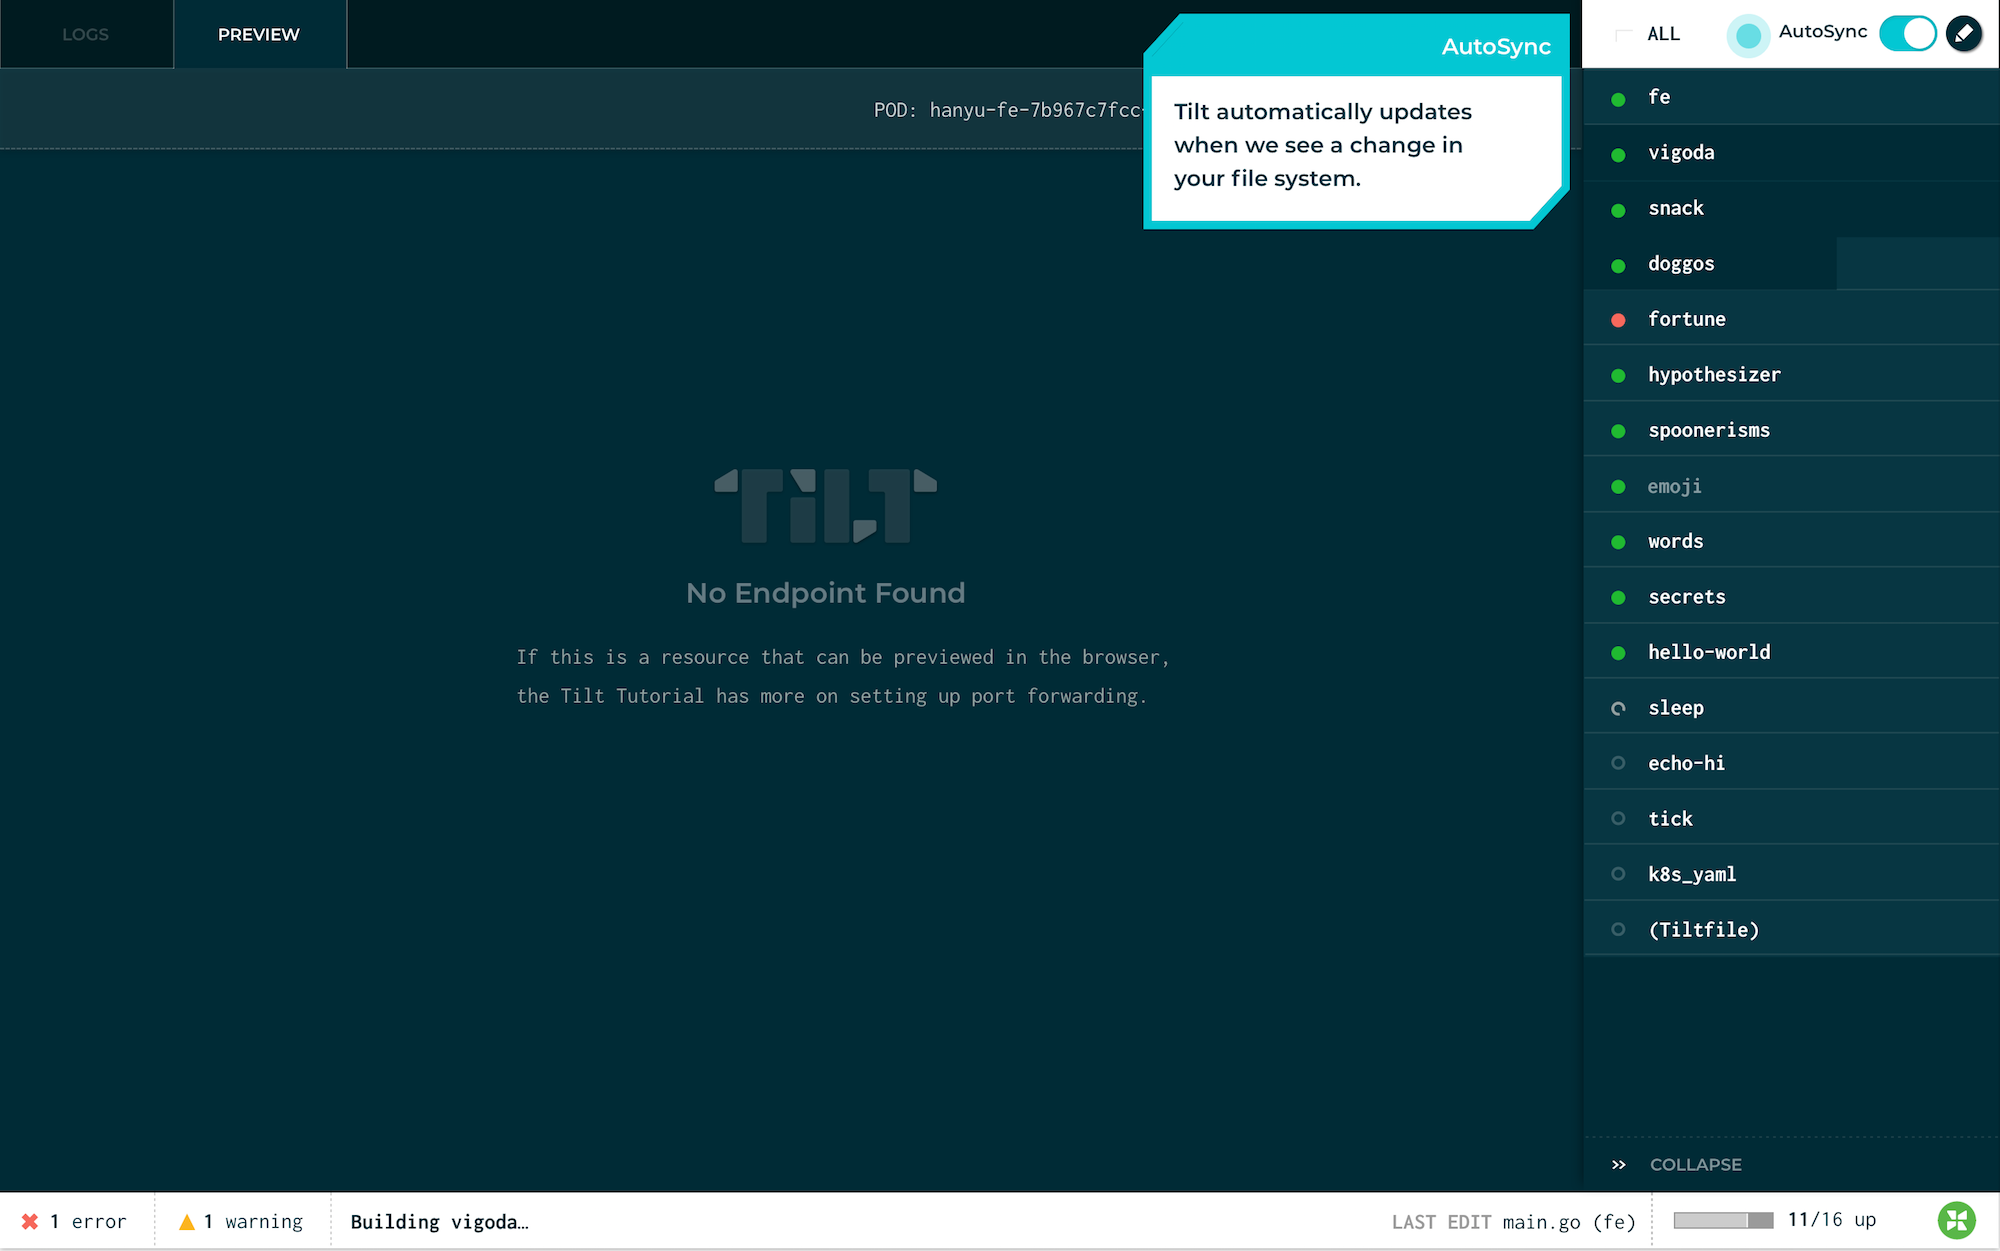 LOGS
PREVIEW
AutoSync
ALL
AutoSync
POD: hanyu-fe-7b967c7fcc-
Tilt automatically updates
when we see a change in
your file system.
fe
vigoda
snack
doggos
fortune
hypothesizer
spoonerisms
emoji
words
secrets
hello-world
sleep
echo-hi
tick
k8s_yaml
(Tiltfile)
TiLT
No Endpoint Found
If this is a resource that can be previewed in the browser,
the Tilt Tutorial has more on setting up port forwarding.
COLLAPSE
1 error
1 warning
Building vigoda…
LAST EDIT main.go (fe)
11/16 up